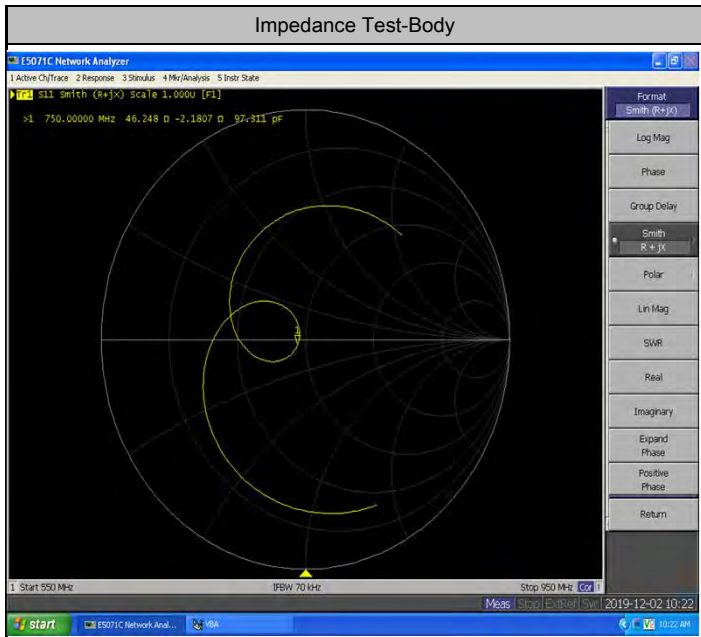 Impedance Test-Body
E5071C Network Analyzer
1 Active Ch/Trace 2 Response 3 Stimulus 4 Mkr/Analysis 5 Instr State
Tr1 S11 Smith (R+jX) Scale 1.000U [F1]
>1 750.00000 MHz 46.248 Ω -2.1807 Ω 97.311 pF
1
Format
Smith (R+jX)
Log Mag
Phase
Group Delay
Smith
R + jX
Polar
Lin Mag
SWR
Real
Imaginary
Expand
Phase
Positive
Phase
Return
1 Start 550 MHz IFBW 70 kHz Stop 950 MHz Cor !
Meas Stop ExtRef Svc 2019-12-02 10:22
start E5071C Network Anal... VBA 10:22 AM